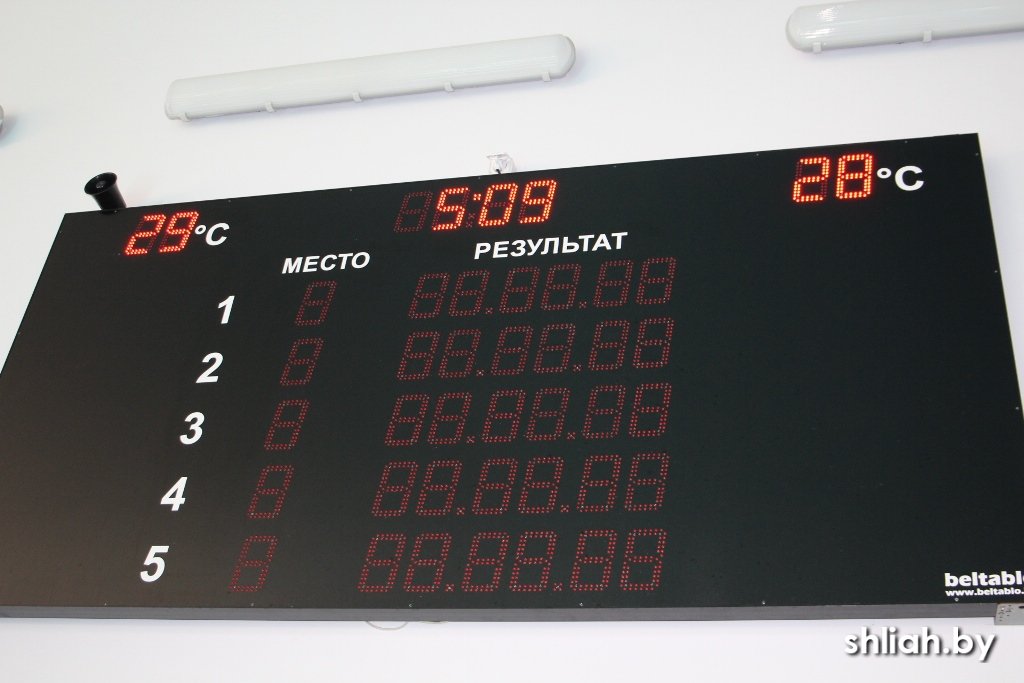 29 °C 5:09 28 °C
МЕСТО РЕЗУЛЬТАТ
1
2
3
4
5
beltablo
www.beltablo.
shliah.by